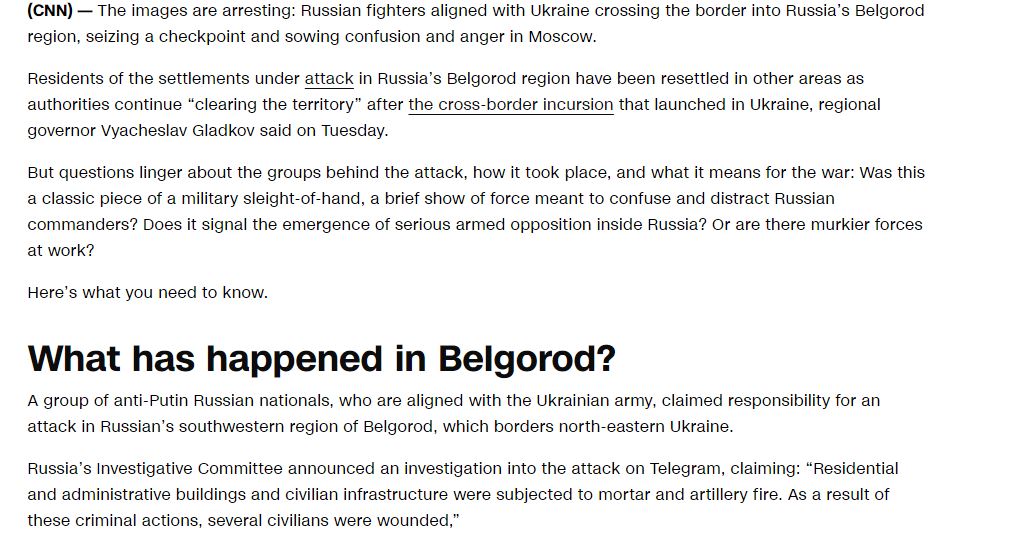 (CNN) — The images are arresting: Russian fighters aligned with Ukraine crossing the border into Russia’s Belgorod
region, seizing a checkpoint and sowing confusion and anger in Moscow.
Residents of the settlements under attack in Russia’s Belgorod region have been resettled in other areas as
authorities continue “clearing the territory” after the cross-border incursion that launched in Ukraine, regional
governor Vyacheslav Gladkov said on Tuesday.
But questions linger about the groups behind the attack, how it took place, and what it means for the war: Was this
a classic piece of a military sleight-of-hand, a brief show of force meant to confuse and distract Russian
commanders? Does it signal the emergence of serious armed opposition inside Russia? Or are there murkier forces
at work?
Here’s what you need to know.
What has happened in Belgorod?
A group of anti-Putin Russian nationals, who are aligned with the Ukrainian army, claimed responsibility for an
attack in Russian’s southwestern region of Belgorod, which borders north-eastern Ukraine.
Russia’s Investigative Committee announced an investigation into the attack on Telegram, claiming: “Residential
and administrative buildings and civilian infrastructure were subjected to mortar and artillery fire. As a result of
these criminal actions, several civilians were wounded,”